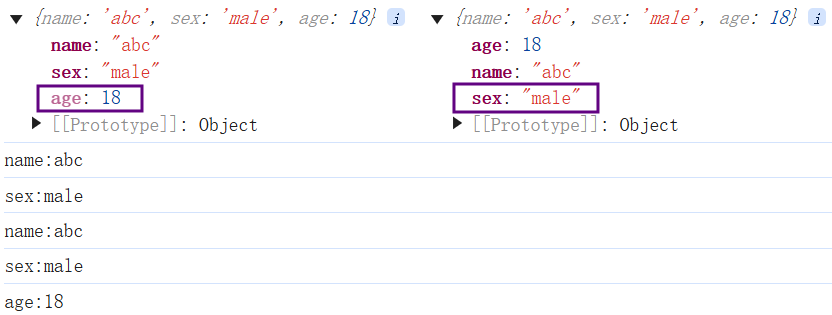 ▼ {name: 'abc', sex: 'male', age: 18} i
name: "abc"
sex: "male"
age: 18
▶ [[Prototype]]: Object
▼ {name: 'abc', sex: 'male', age: 18} i
age: 18
name: "abc"
sex: "male"
▶ [[Prototype]]: Object
name:abc
sex:male
name:abc
sex:male
age:18